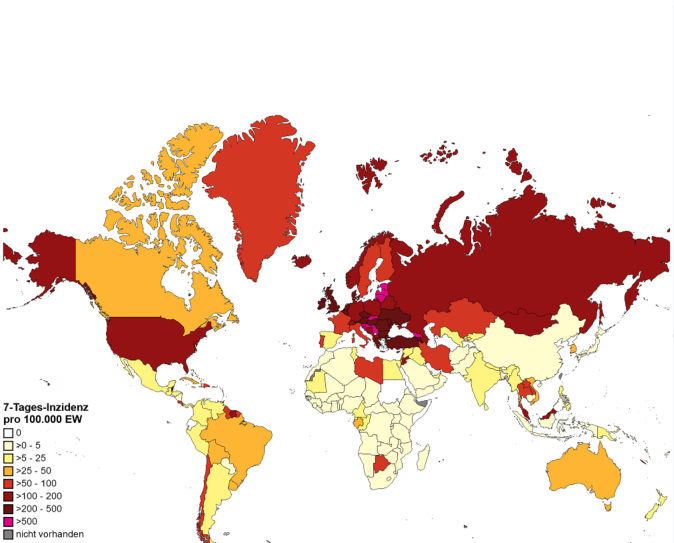 7-Tages-Inzidenz
pro 100.000 EW
0
>0 - 5
>5 - 25
>25 - 50
>50 - 100
>100 - 200
>200 - 500
>500
nicht vorhanden